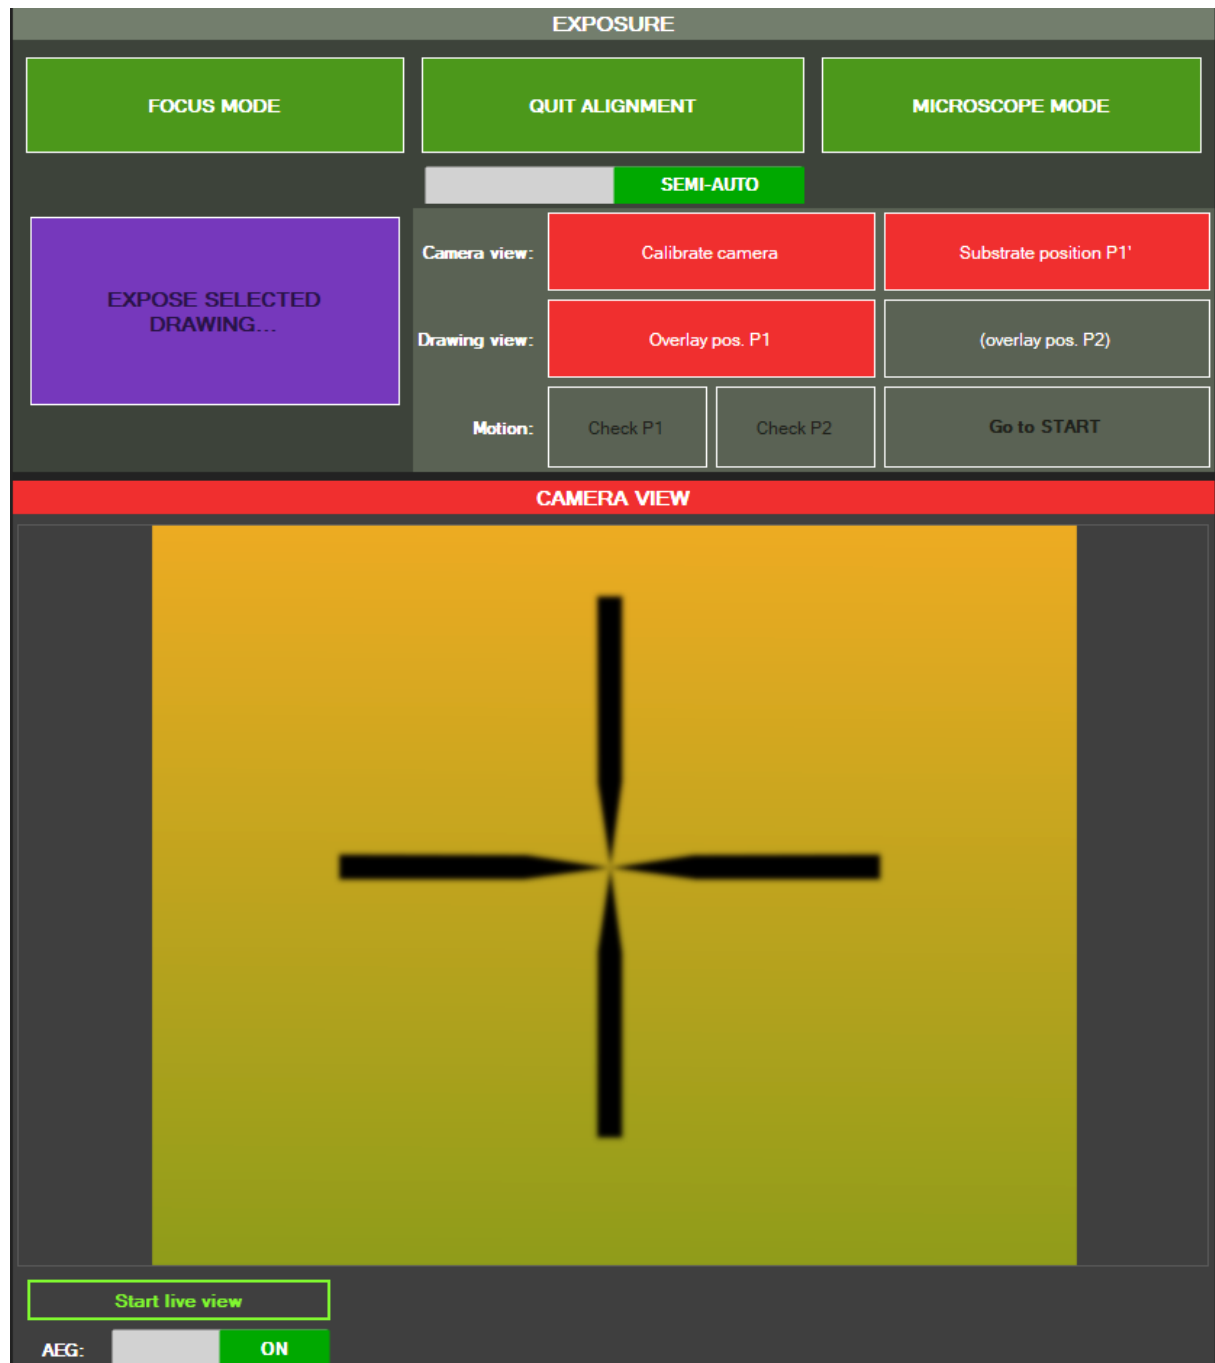 EXPOSURE
FOCUS MODE
QUIT ALIGNMENT
MICROSCOPE MODE
SEMI-AUTO
EXPOSE SELECTED
DRAWING...
Camera view:
Calibrate camera
Substrate position P1'
Drawing view:
Overlay pos. P1
(overlay pos. P2)
Motion:
Check P1
Check P2
Go to START
CAMERA VIEW
Start live view
AEG:
ON